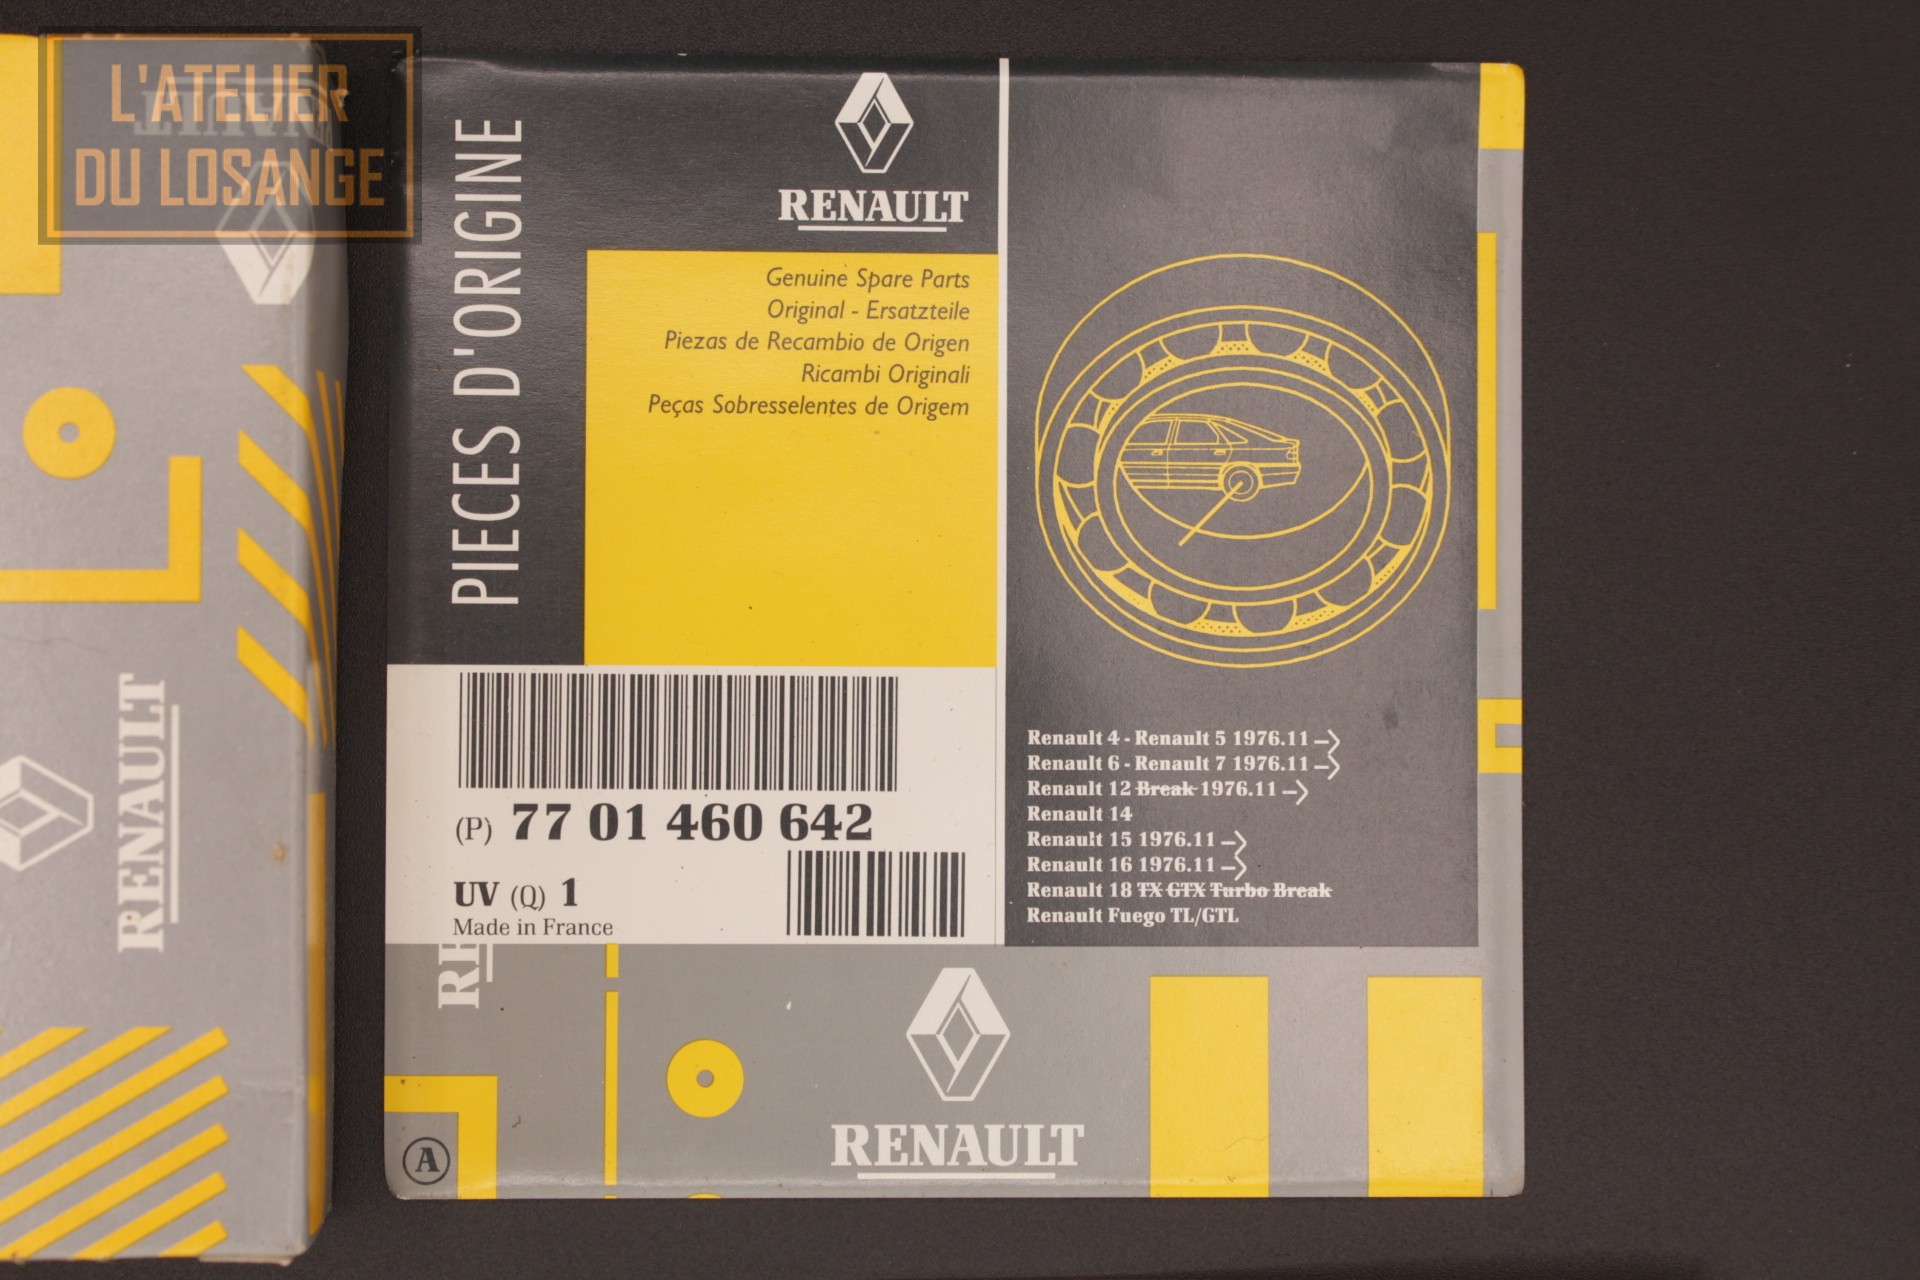 L'ATELIER
DU LOSANGE
RENAULT
PIECES D'ORIGINE
RENAULT
Genuine Spare Parts
Original - Ersatzteile
Piezas de Recambio de Origen
Ricambi Originali
Peças Sobresselentes de Origem
(P) 77 01 460 642
UV (Q) 1
Made in France
Renault 4 - Renault 5 1976.11 →
Renault 6 - Renault 7 1976.11 →
Renault 12 Break 1976.11 →
Renault 14
Renault 15 1976.11 →
Renault 16 1976.11 →
Renault 18 TX GTX Turbo Break
Renault Fuego TL/GTL
RE
A
RENAULT